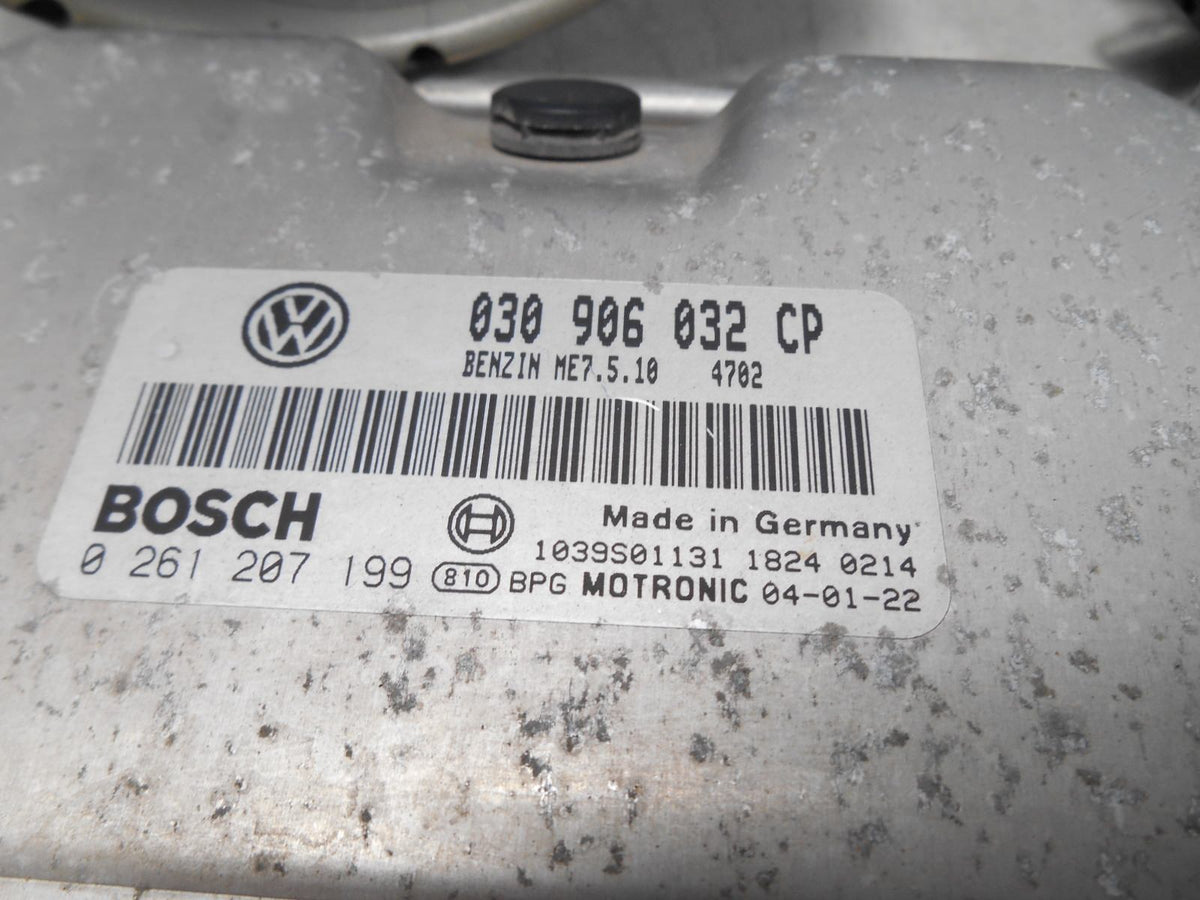 030 906 032 CP
BENZIN ME7.5.10 4702
BOSCH
Made in Germany
1039S01131 1824 0214
0 261 207 199
810 BPG MOTRONIC 04-01-22